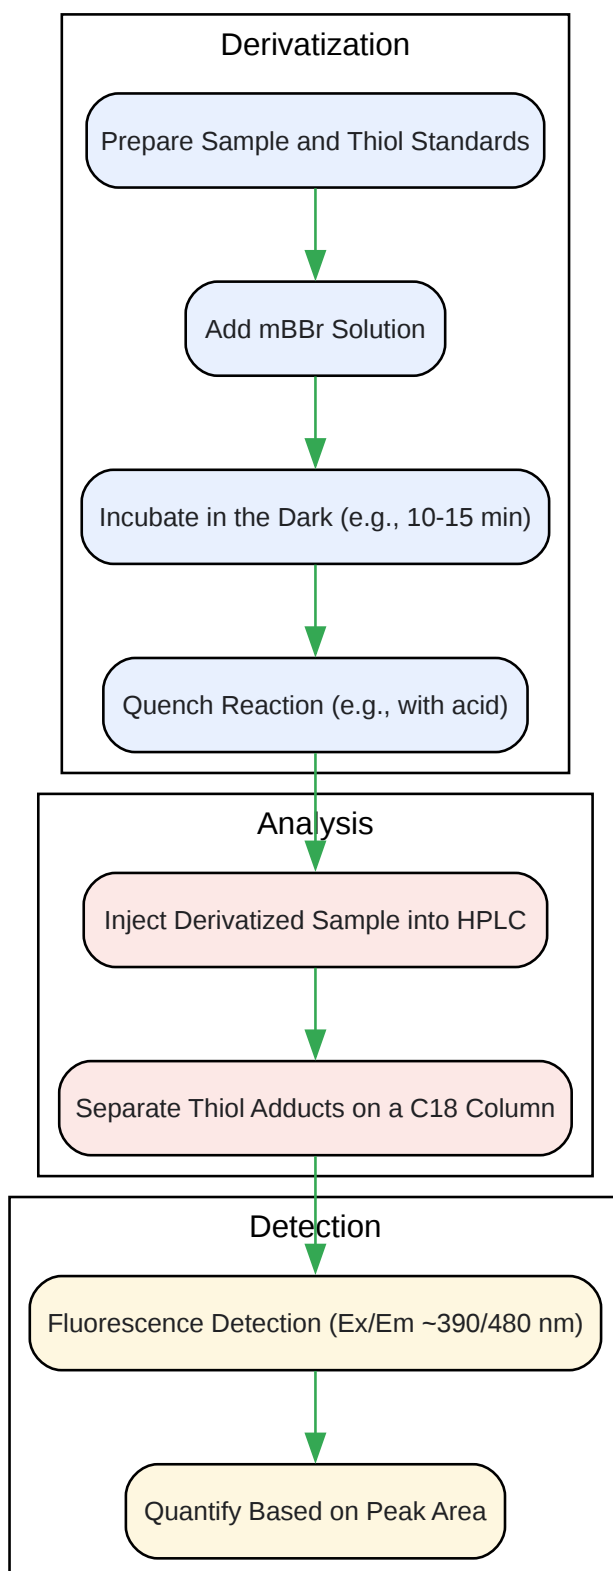 Derivatization
Prepare Sample and Thiol Standards
Add mBBr Solution
Incubate in the Dark (e.g., 10-15 min)
Quench Reaction (e.g., with acid)
Analysis
Inject Derivatized Sample into HPLC
Separate Thiol Adducts on a C18 Column
Detection
Fluorescence Detection (Ex/Em ~390/480 nm)
Quantify Based on Peak Area